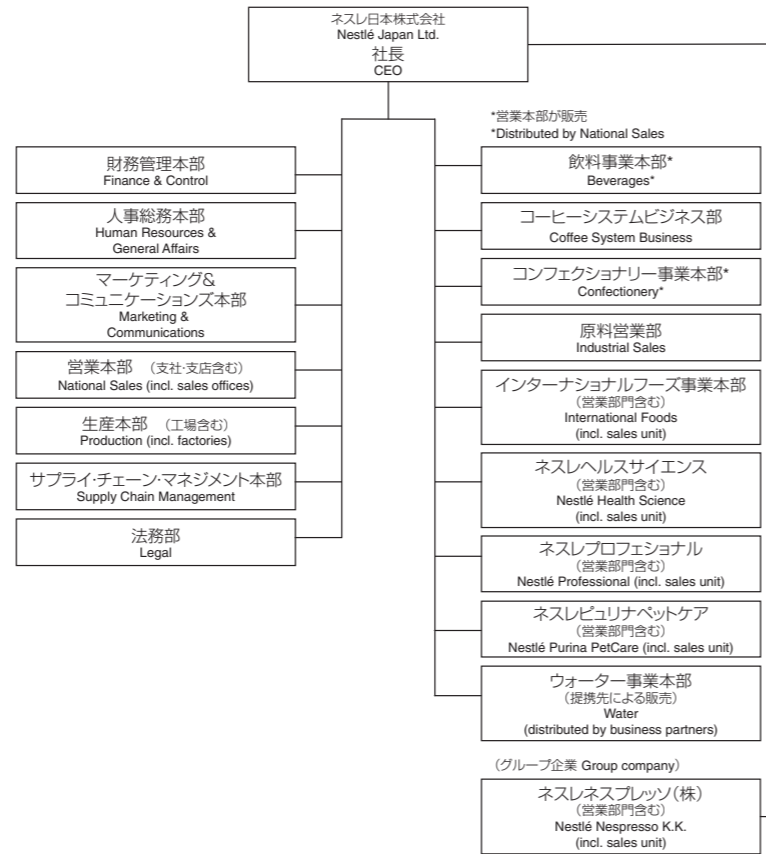 ネスレ日本株式会社
Nestlé Japan Ltd.
社長
CEO
財務管理本部
Finance & Control
人事総務本部
Human Resources &
General Affairs
マーケティング&
コミュニケーションズ本部
Marketing &
Communications
営業本部 (支社・支店含む)
National Sales (incl. sales offices)
生産本部 (工場含む)
Production (incl. factories)
サプライ・チェーン・マネジメント本部
Supply Chain Management
法務部
Legal
*営業本部が販売
*Distributed by National Sales
飲料事業本部*
Beverages*
コーヒーシステムビジネス部
Coffee System Business
コンフェクショナリー事業本部*
Confectionery*
原料営業部
Industrial Sales
インターナショナルフーズ事業本部
(営業部門含む)
International Foods
(incl. sales unit)
ネスレヘルスサイエンス
(営業部門含む)
Nestlé Health Science
(incl. sales unit)
ネスレプロフェショナル
(営業部門含む)
Nestlé Professional (incl. sales unit)
ネスレピュリナペットケア
(営業部門含む)
Nestlé Purina PetCare (incl. sales unit)
ウォーター事業本部
(提携先による販売)
Water
(distributed by business partners)
(グループ企業 Group company)
ネスレネスプレッソ(株)
(営業部門含む)
Nestlé Nespresso K.K.
(incl. sales unit)